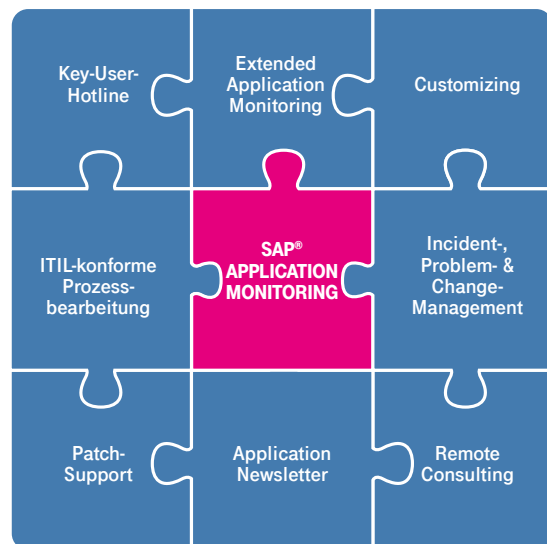 Key-User-
Hotline
Extended
Application
Monitoring
Customizing
ITIL-konforme
Prozess-
bearbeitung
SAP®
APPLICATION
MONITORING
Incident-,
Problem- &
Change-
Management
Patch-
Support
Application
Newsletter
Remote
Consulting